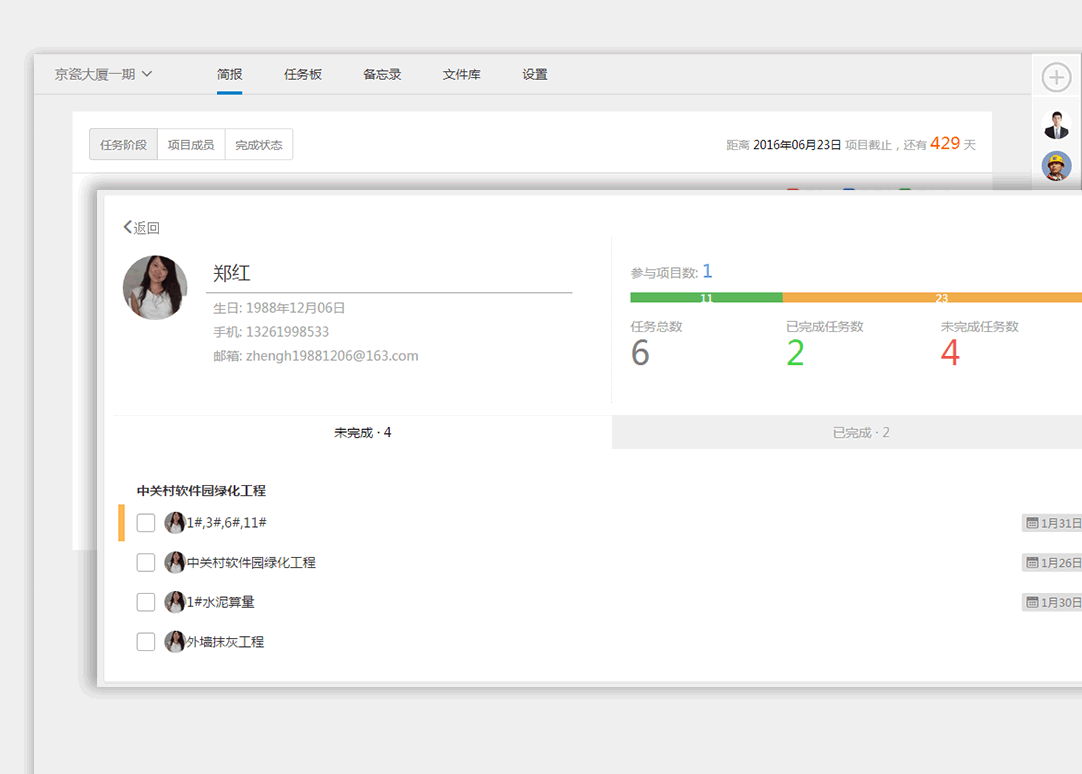 京瓷大厦一期 简报 任务板 备忘录 文件库 设置
任务阶段 项目成员 完成状态 距离 2016年06月23日 项目截止，还有 429 天
返回
郑红
生日: 1988年12月06日
手机: 13261998533
邮箱: zhengh19881206@163.com
参与项目数: 1
11 23
任务总数 已完成任务数 未完成任务数
6 2 4
未完成 · 4 已完成 · 2
中关村软件园绿化工程
1#,3#,6#,11# 1月31日
中关村软件园绿化工程 1月26日
1#水泥算量 1月30日
外墙抹灰工程